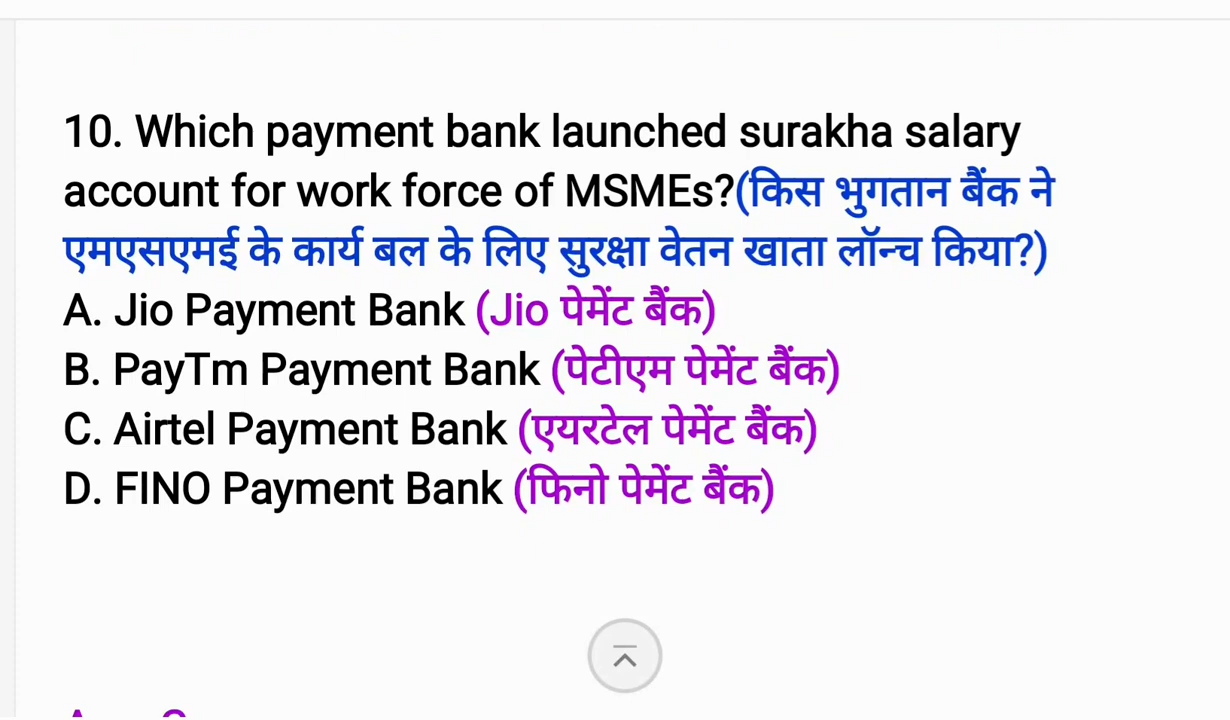 10. Which payment bank launched surakha salary
account for work force of MSMEs?(किस भुगतान बैंक ने
एमएसएमई के कार्य बल के लिए सुरक्षा वेतन खाता लॉन्च किया?)
A. Jio Payment Bank (Jio पेमेंट बैंक)
B. PayTm Payment Bank (पेटीएम पेमेंट बैंक)
C. Airtel Payment Bank (एयरटेल पेमेंट बैंक)
D. FINO Payment Bank (फिनो पेमेंट बैंक)